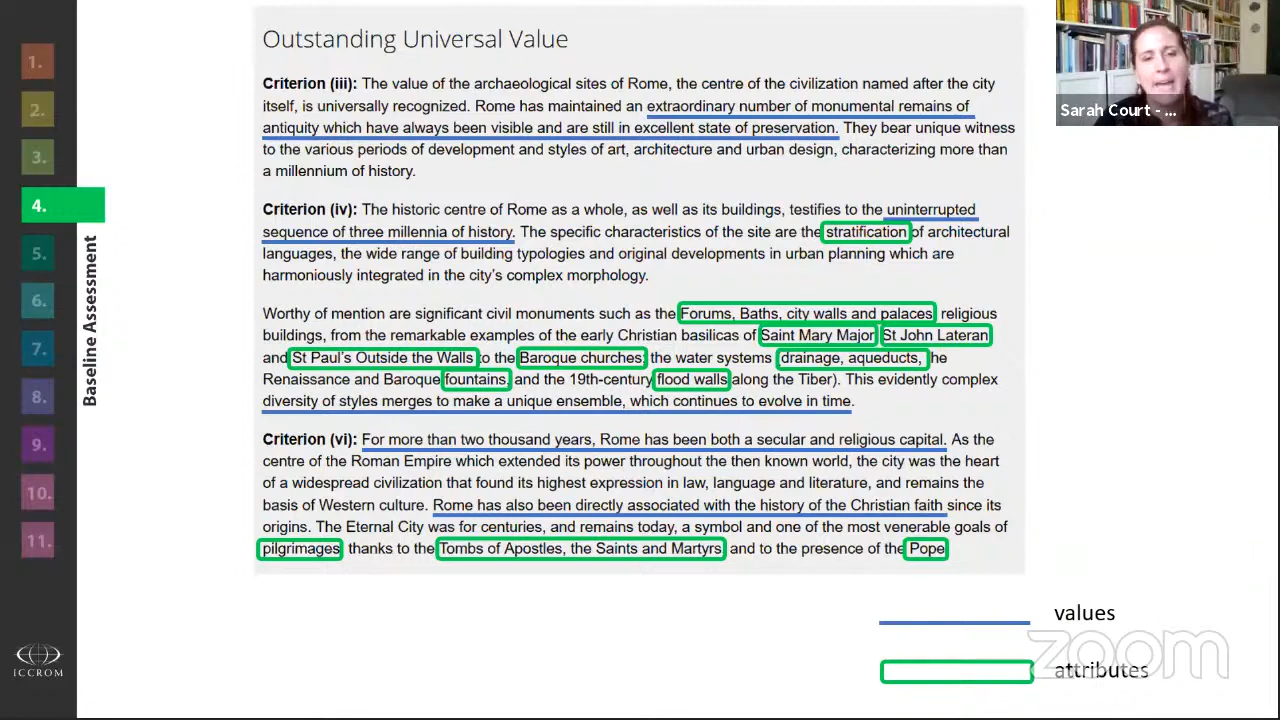 Outstanding Universal Value
Criterion (iii): The value of the archaeological sites of Rome, the centre of the civilization named after the city
itself, is universally recognized. Rome has maintained an extraordinary number of monumental remains of
antiquity which have always been visible and are still in excellent state of preservation. They bear unique witness
to the various periods of development and styles of art, architecture and urban design, characterizing more than
a millennium of history.
Criterion (iv): The historic centre of Rome as a whole, as well as its buildings, testifies to the uninterrupted
sequence of three millennia of history. The specific characteristics of the site are the stratification of architectural
languages, the wide range of building typologies and original developments in urban planning which are
harmoniously integrated in the city's complex morphology.
Worthy of mention are significant civil monuments such as the Forums, Baths, city walls and palaces religious
buildings, from the remarkable examples of the early Christian basilicas of Saint Mary Major St John Lateran
and St Paul's Outside the Walls to the Baroque churches; the water systems drainage, aqueducts, he
Renaissance and Baroque fountains, and the 19th-century flood walls along the Tiber). This evidently complex
diversity of styles merges to make a unique ensemble, which continues to evolve in time.
Criterion (vi): For more than two thousand years, Rome has been both a secular and religious capital. As the
centre of the Roman Empire which extended its power throughout the then known world, the city was the heart
of a widespread civilization that found its highest expression in law, language and literature, and remains the
basis of Western culture. Rome has also been directly associated with the history of the Christian faith since its
origins. The Eternal City was for centuries, and remains today, a symbol and one of the most venerable goals of
pilgrimages thanks to the Tombs of Apostles, the Saints and Martyrs and to the presence of the Pope
values
attributes
zoom
Sarah Court - ...
1.
2.
3.
4.
5.
6.
7.
8.
9.
10.
11.
Baseline Assessment
ICCROM